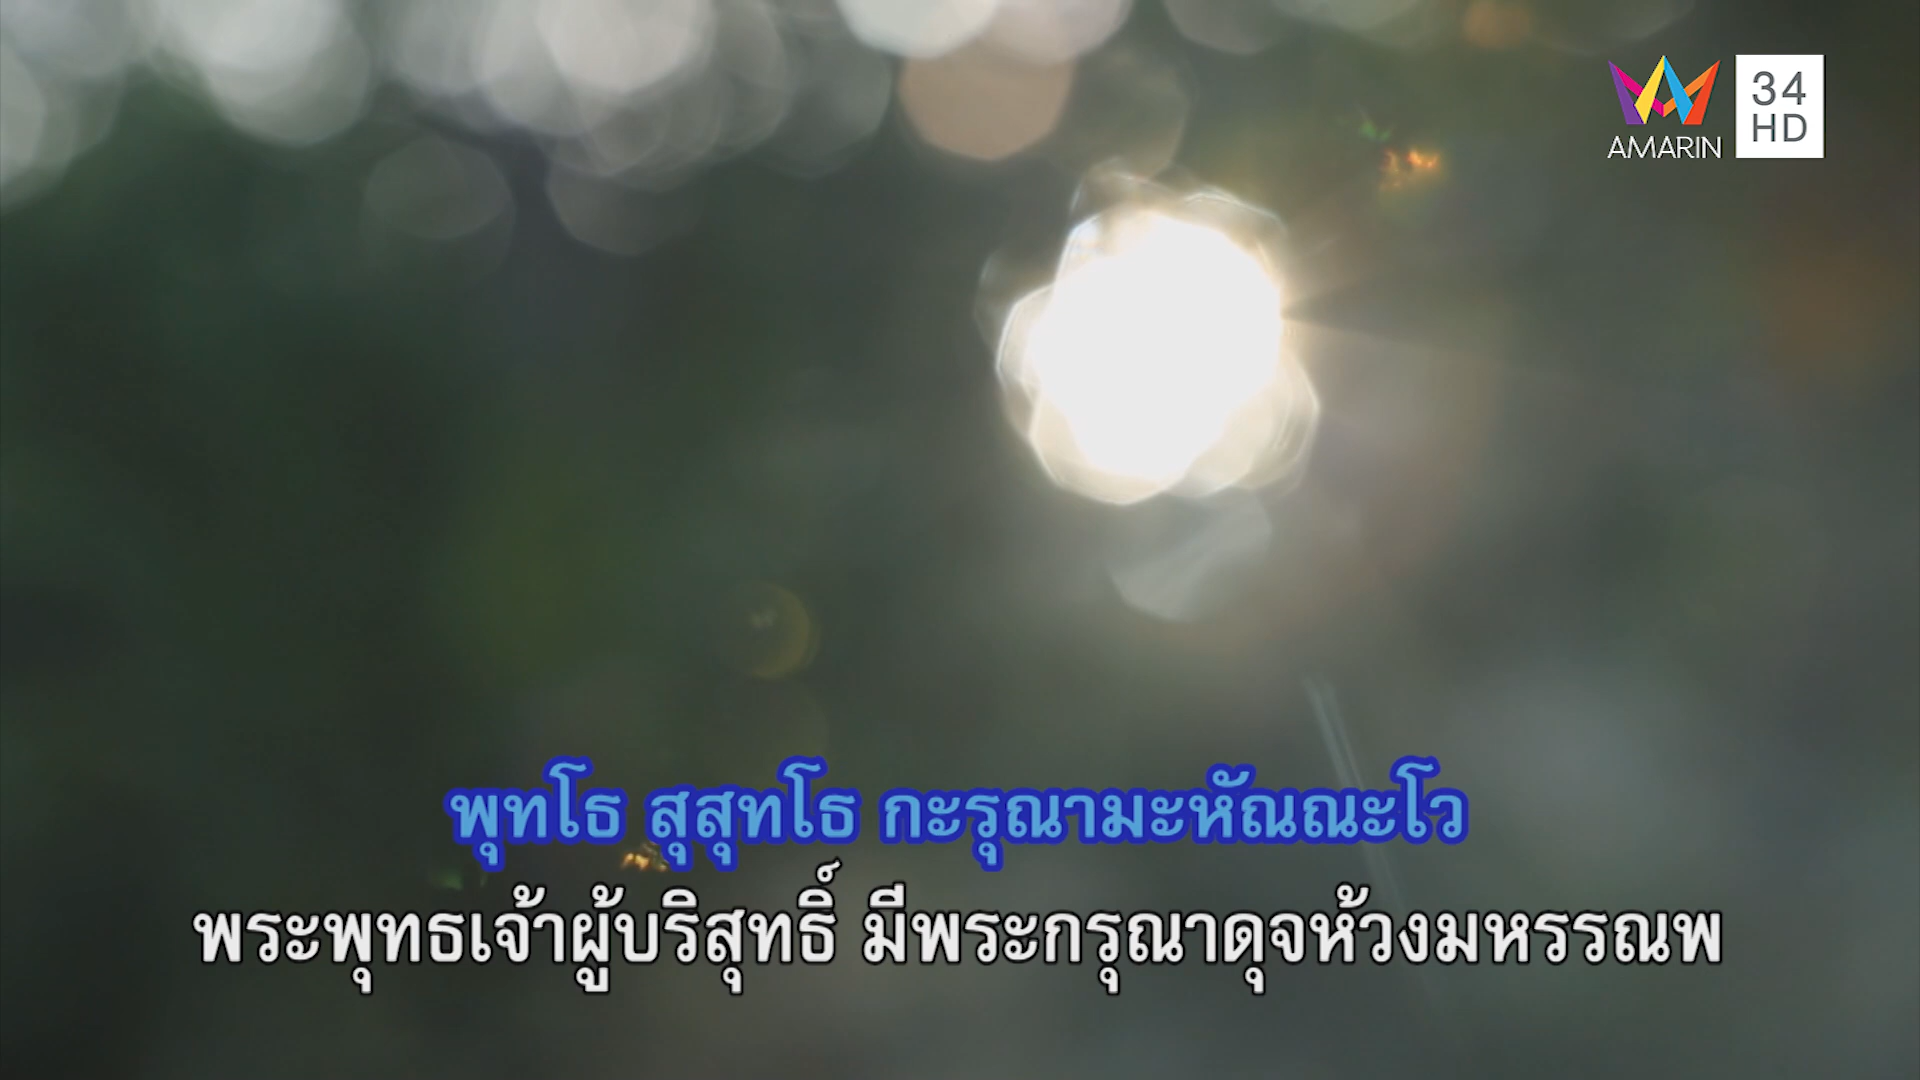 AMARIN
34
HD
พุทโธ สุสุทโธ กะรุณามะหัณณะโว
พระพุทธเจ้าผู้บริสุทธิ์ มีพระกรุณาดุจห้วงมหรรณพ